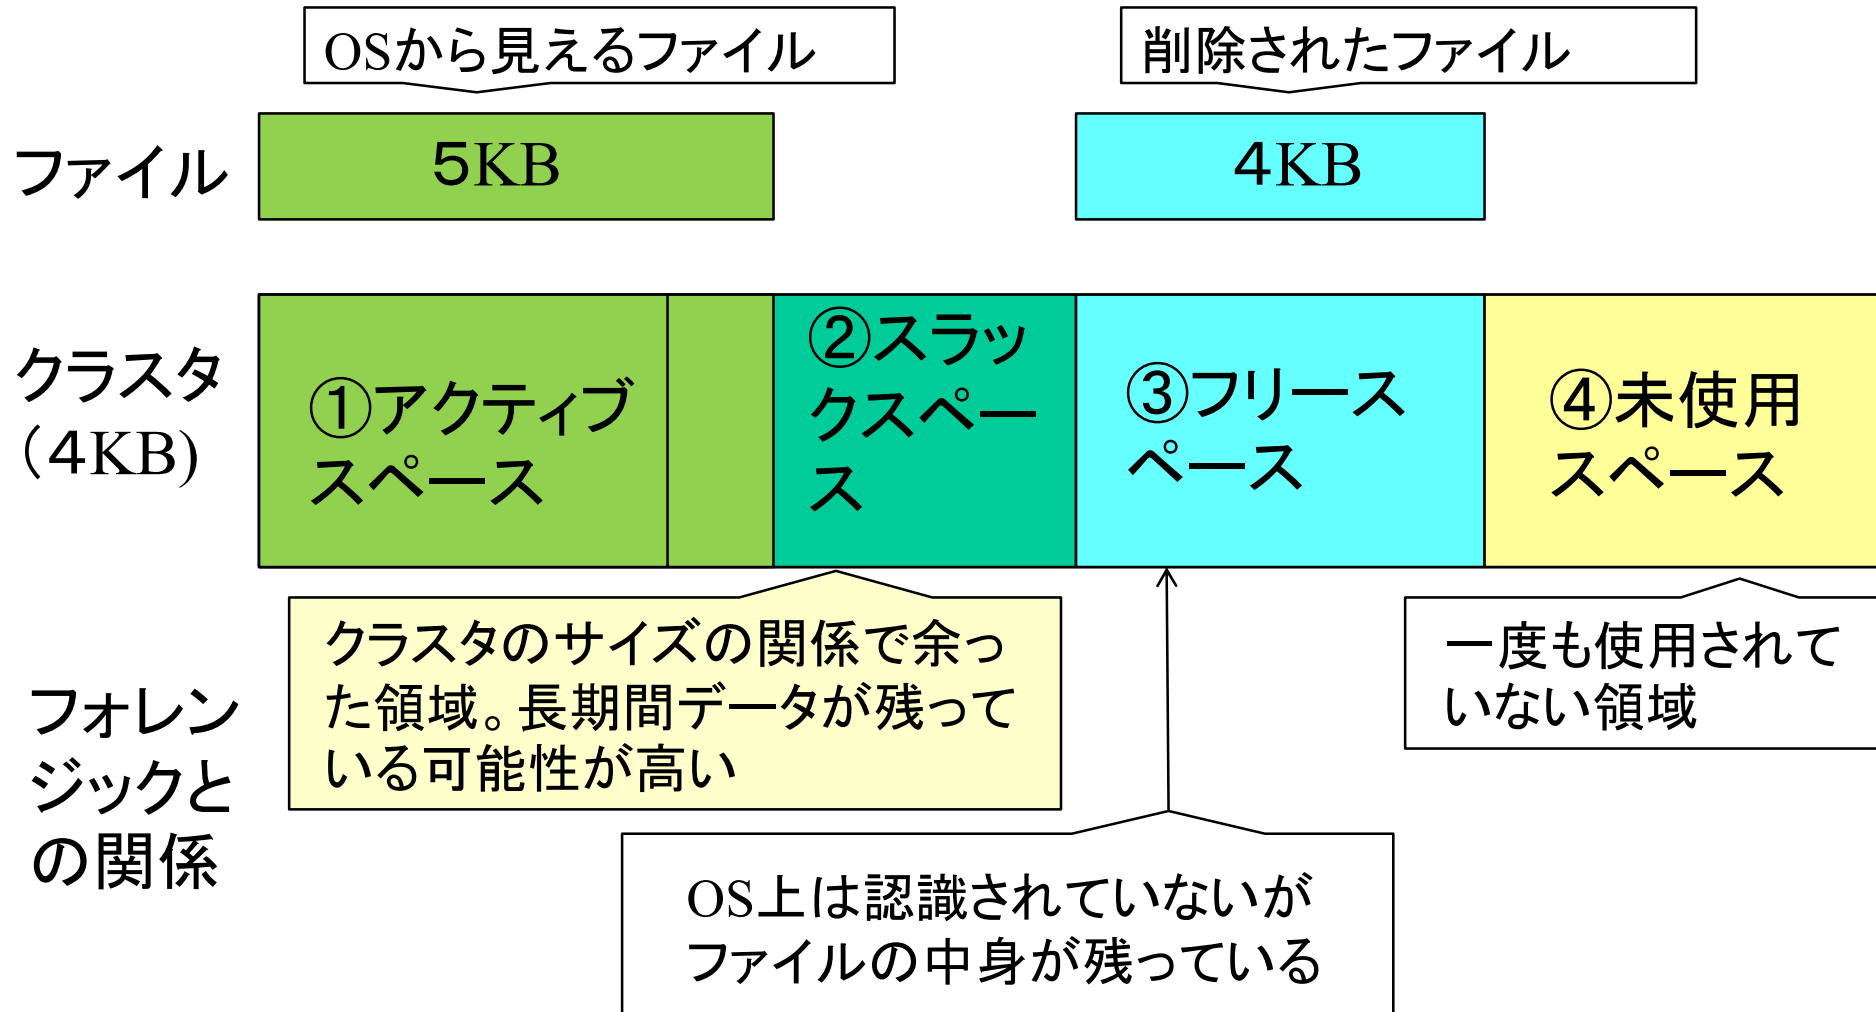 OSから見えるファイル
削除されたファイル
ファイル
5KB
4KB
クラスタ
(4KB)
①アクティブ
スペース
②スラッ
クスペー
ス
③フリース
ペース
④未使用
スペース
フォレン
ジックと
の関係
クラスタのサイズの関係で余っ
た領域。長期間データが残って
いる可能性が高い
一度も使用されて
いない領域
OS上は認識されていないが
ファイルの中身が残っている